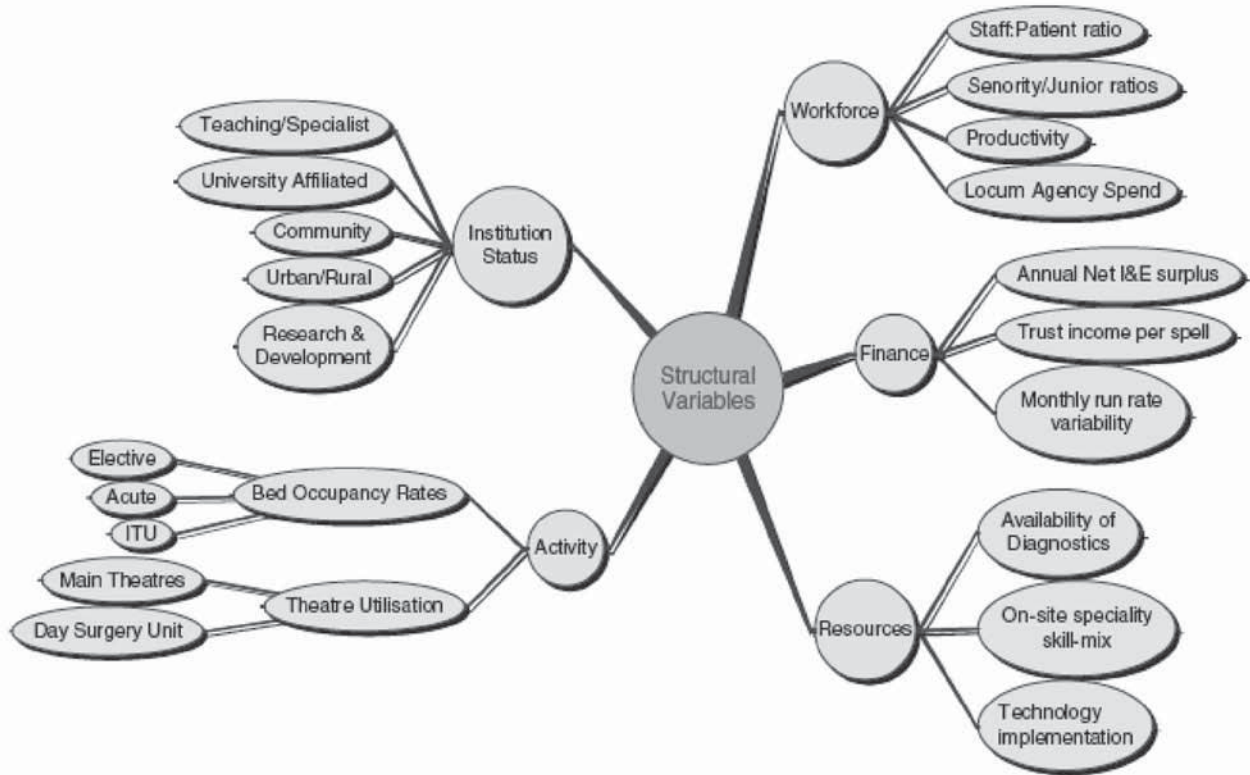 Staff:Patient ratio
Senority/Junior ratios
Productivity
Locum Agency Spend
Workforce
Teaching/Specialist
University Affiliated
Community
Urban/Rural
Research &
Development
Institution
Status
Annual Net I&E surplus
Trust income per spell
Monthly run rate
variability
Finance
Structural
Variables
Elective
Acute
ITU
Bed Occupancy Rates
Main Theatres
Day Surgery Unit
Theatre Utilisation
Activity
Resources
Availability of
Diagnostics
On-site speciality
skill-mix
Technology
implementation